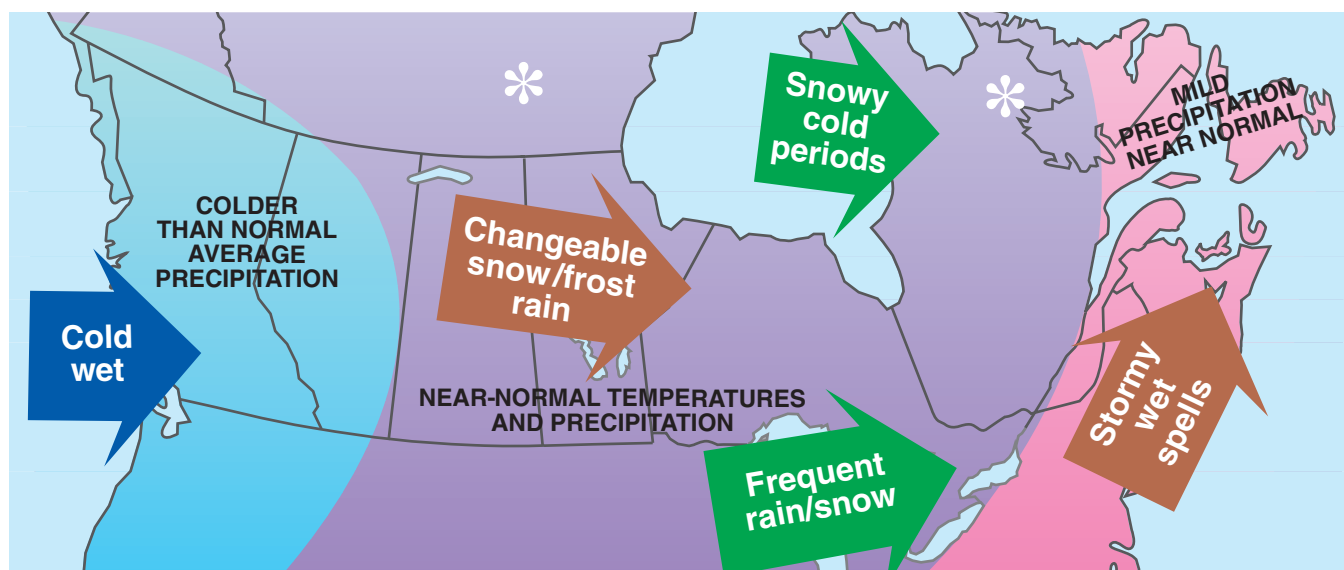 Snowy
cold
periods
MILD
PRECIPITATION
NEAR NORMAL
COLDER
THAN NORMAL
AVERAGE
PRECIPITATION
Changeable
snow/frost
rain
Cold
wet
NEAR-NORMAL TEMPERATURES
AND PRECIPITATION
Stormy
wet
spells
Frequent
rain/snow